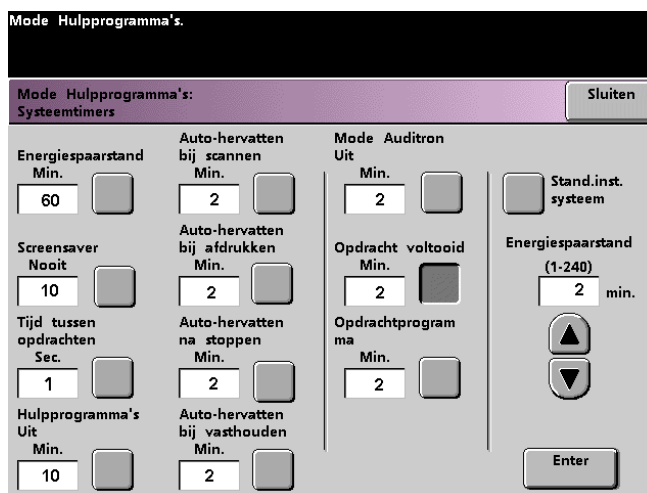 Mode Hulpprogramma's.
Mode Hulpprogramma's:
Systeemtimers
Sluiten
Energiespaarstand
Min.
60
Screensaver
Nooit
10
Tijd tussen
opdrachten
Sec.
1
Hulpprogramma's
Uit
Min.
10
Auto-hervatten
bij scannen
Min.
2
Auto-hervatten
bij afdrukken
Min.
2
Auto-hervatten
na stoppen
Min.
2
Auto-hervatten
bij vasthouden
Min.
2
Mode Auditron
Uit
Min.
2
Opdracht voltooid
Min.
2
Opdrachtprogram
ma
Min.
2
Stand.inst.
systeem
Energiespaarstand
(1-240)
2 min.
Enter